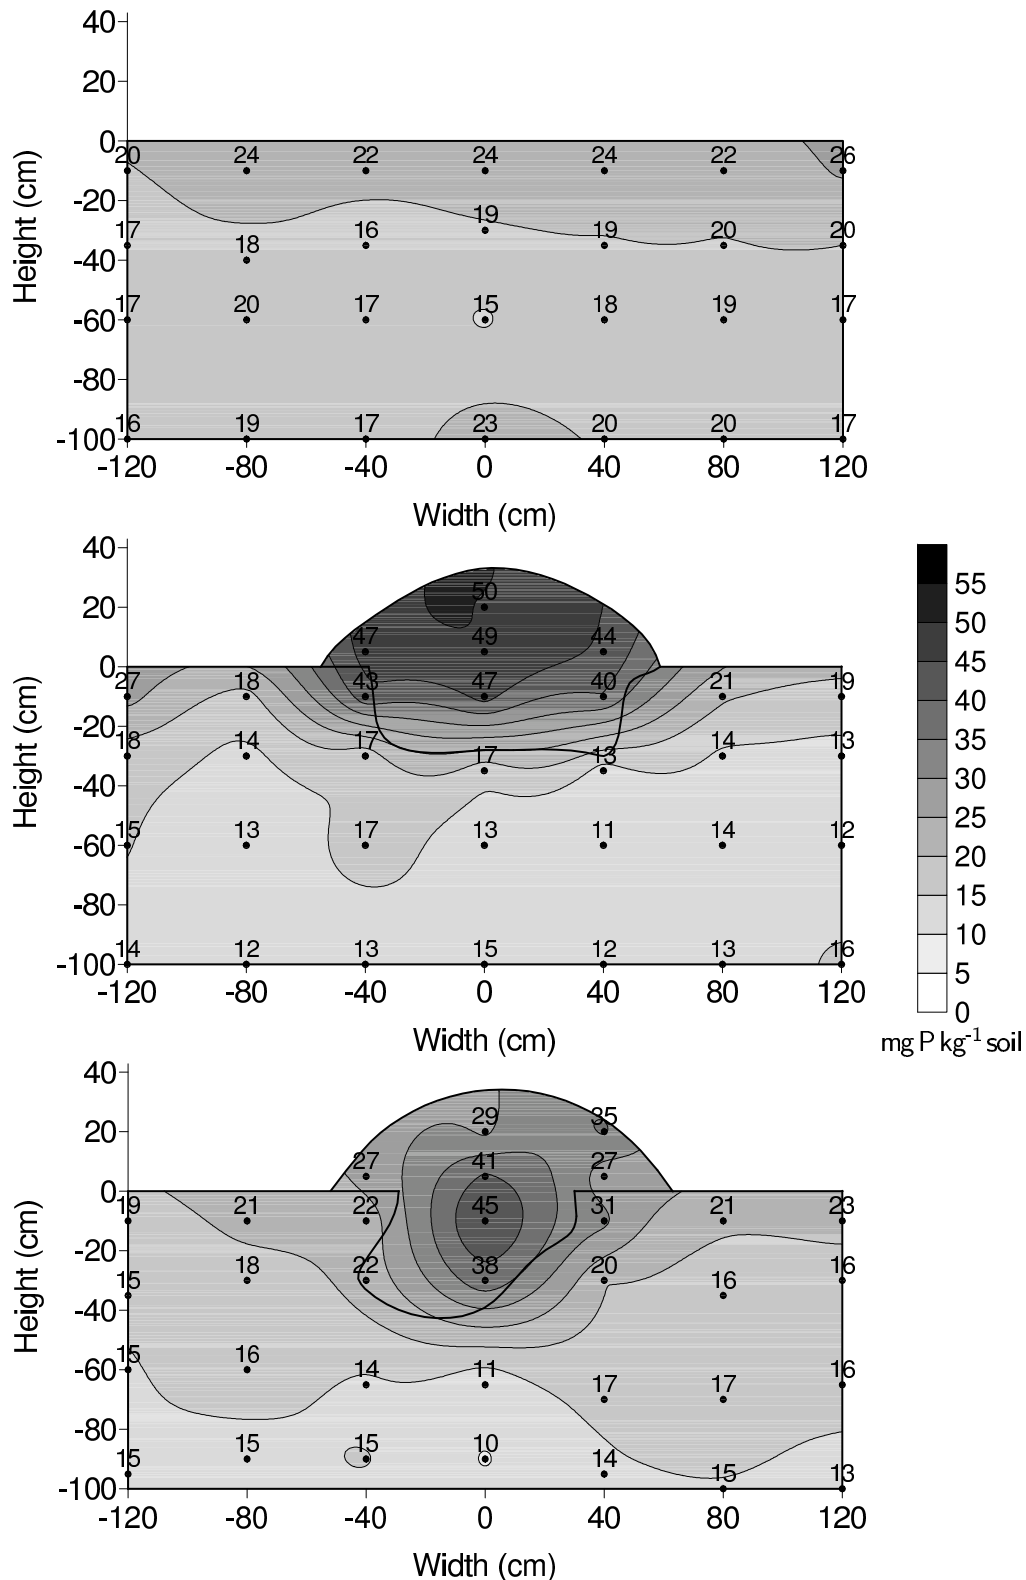 40
20
0
20 24 22 24 24 22 26
-20
17 18 16 19 19 20 20
-40
17 20 17 15 18 19 17
-60
-80
16 19 17 23 20 20 17
-100
-120 -80 -40 0 40 80 120
Height (cm)
Width (cm)
40
50
20
47 49 44
0
27 18 43 47 40 21 19
-20
18 14 17 17 13 14 13
-40
15 13 17 13 11 14 12
-60
-80
14 12 13 15 12 13 16
-100
-120 -80 -40 0 40 80 120
Height (cm)
Width (cm)
55
50
45
40
35
30
25
20
15
10
5
0
mg P kg-1 soil
40
29 35
20
27 41 27
0
19 21 22 45 31 21 23
-20
15 18 22 38 20 16 16
-40
15 16 14 11 17 17 16
-60
-80
15 15 15 10 14 15 13
-100
-120 -80 -40 0 40 80 120
Height (cm)
Width (cm)